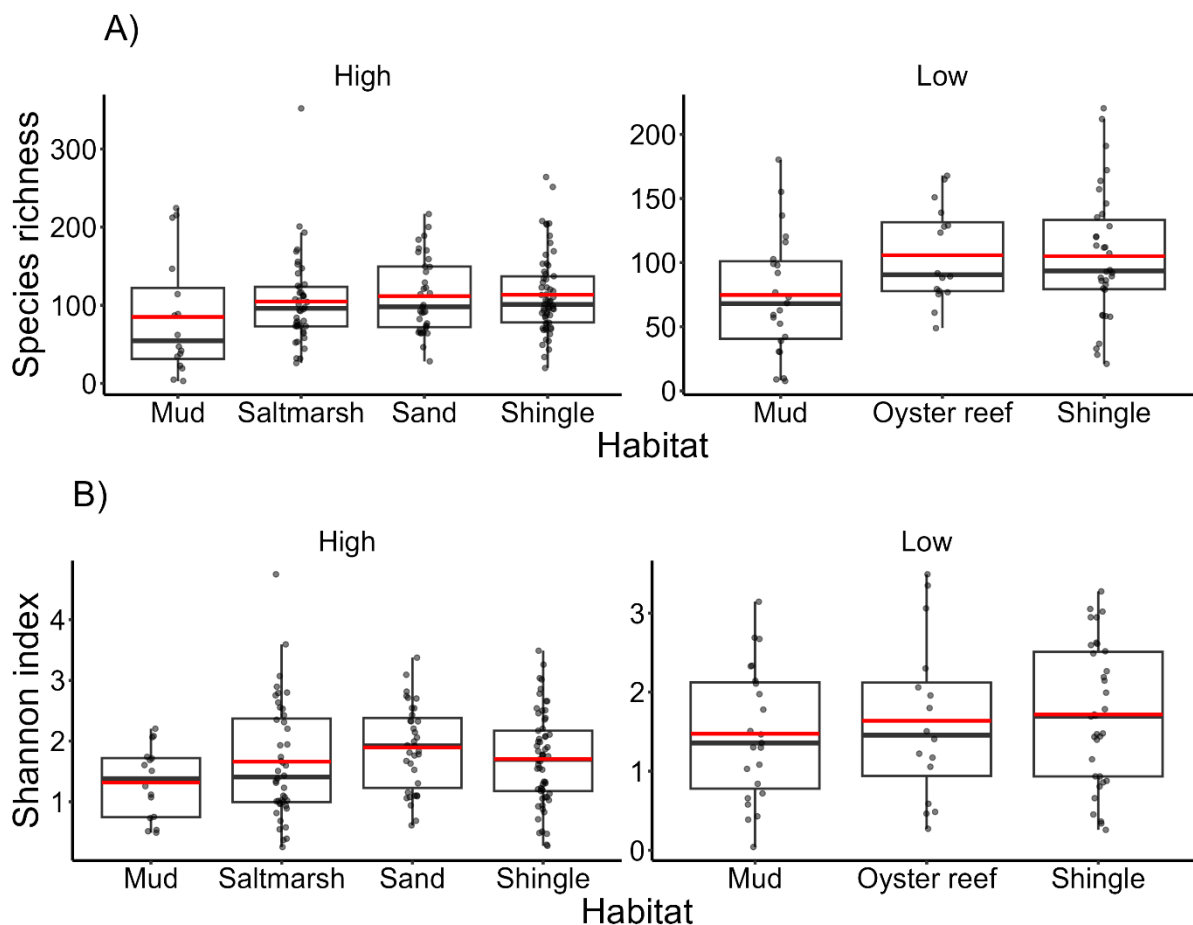 A)
High
Low
Species richness
300
200
100
0
200
150
100
50
0
Mud Saltmarsh Sand Shingle
Mud Oyster reef Shingle
Habitat
B)
High
Low
Shannon index
4
3
2
1
3
2
1
0
Mud Saltmarsh Sand Shingle
Mud Oyster reef Shingle
Habitat